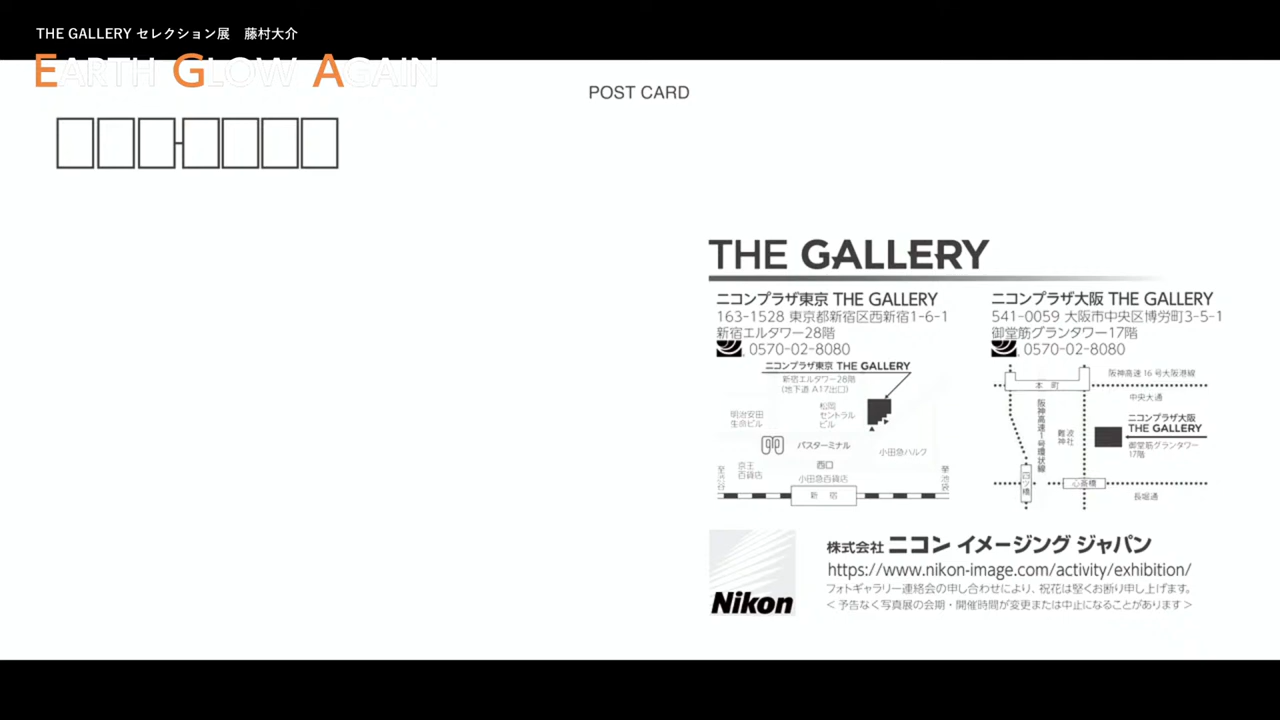 THE GALLERY セレクション展　藤村大介
EARTH GLOW AGAIN
POST CARD
THE GALLERY
ニコンプラザ東京 THE GALLERY
163-1528 東京都新宿区西新宿1-6-1
新宿エルタワー28階
0570-02-8080
ニコンプラザ東京 THE GALLERY
新宿エルタワー28階
(地下道 A17出口)
明治安田
生命ビル
松岡
セントラル
ビル
バスターミナル
小田急ハルク
京王
百貨店
西口
小田急百貨店
新 宿
ニコンプラザ大阪 THE GALLERY
541-0059 大阪市中央区博労町3-5-1
御堂筋グランタワー17階
0570-02-8080
阪神高速 16 号大阪港線
本 町
中央大通
阪神高速1号環状線
難波
神社
ニコンプラザ大阪
THE GALLERY
御堂筋グランタワー
17階
四ツ橋
心斎橋
長堀通
Nikon
株式会社 ニコン イメージング ジャパン
https://www.nikon-image.com/activity/exhibition/
フォトギャラリー連絡会の申し合わせにより、祝花は堅くお断り申し上げます。
＜予告なく写真展の会期・開催時間が変更または中止になることがあります＞